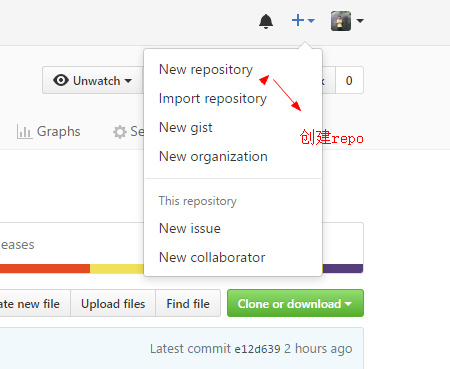 Unwatch
New repository
x 0
Import repository
Graphs
Se
New gist
创建repo
New organization
This repository
eases
New issue
New collaborator
ate new file
Upload files
Find file
Clone or download
Latest commit e12d639 2 hours ago